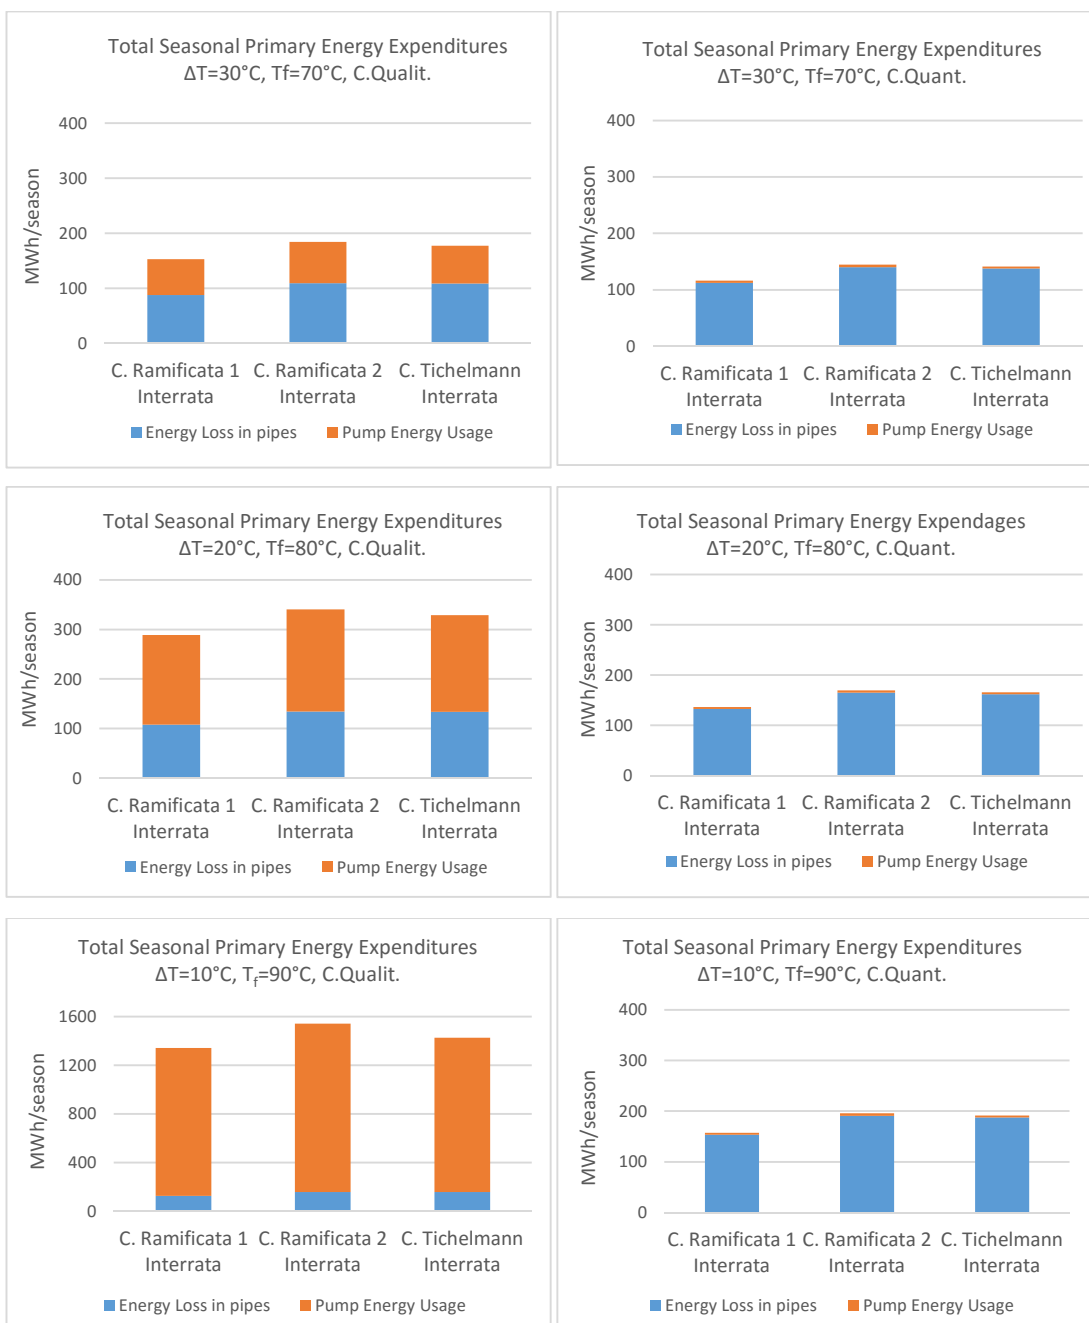 Total Seasonal Primary Energy Expenditures
ΔT=30°C, Tf=70°C, C.Qualit.
MWh/season
400
300
200
100
0
C. Ramificata 1 C. Ramificata 2 C. Tichelmann
Interrata Interrata Interrata
Energy Loss in pipes Pump Energy Usage
Total Seasonal Primary Energy Expenditures
ΔT=30°C, Tf=70°C, C.Quant.
MWh/season
400
300
200
100
0
C. Ramificata 1 C. Ramificata 2 C. Tichelmann
Interrata Interrata Interrata
Energy Loss in pipes Pump Energy Usage
Total Seasonal Primary Energy Expenditures
ΔT=20°C, Tf=80°C, C.Qualit.
MWh/season
400
300
200
100
0
C. Ramificata 1 C. Ramificata 2 C. Tichelmann
Interrata Interrata Interrata
Energy Loss in pipes Pump Energy Usage
Total Seasonal Primary Energy Expendages
ΔT=20°C, Tf=80°C, C.Quant.
MWh/season
400
300
200
100
0
C. Ramificata 1 C. Ramificata 2 C. Tichelmann
Interrata Interrata Interrata
Energy Loss in pipes Pump Energy Usage
Total Seasonal Primary Energy Expenditures
ΔT=10°C, Tf=90°C, C.Qualit.
MWh/season
1600
1200
800
400
0
C. Ramificata 1 C. Ramificata 2 C. Tichelmann
Interrata Interrata Interrata
Energy Loss in pipes Pump Energy Usage
Total Seasonal Primary Energy Expenditures
ΔT=10°C, Tf=90°C, C.Quant.
MWh/season
400
300
200
100
0
C. Ramificata 1 C. Ramificata 2 C. Tichelmann
Interrata Interrata Interrata
Energy Loss in pipes Pump Energy Usage